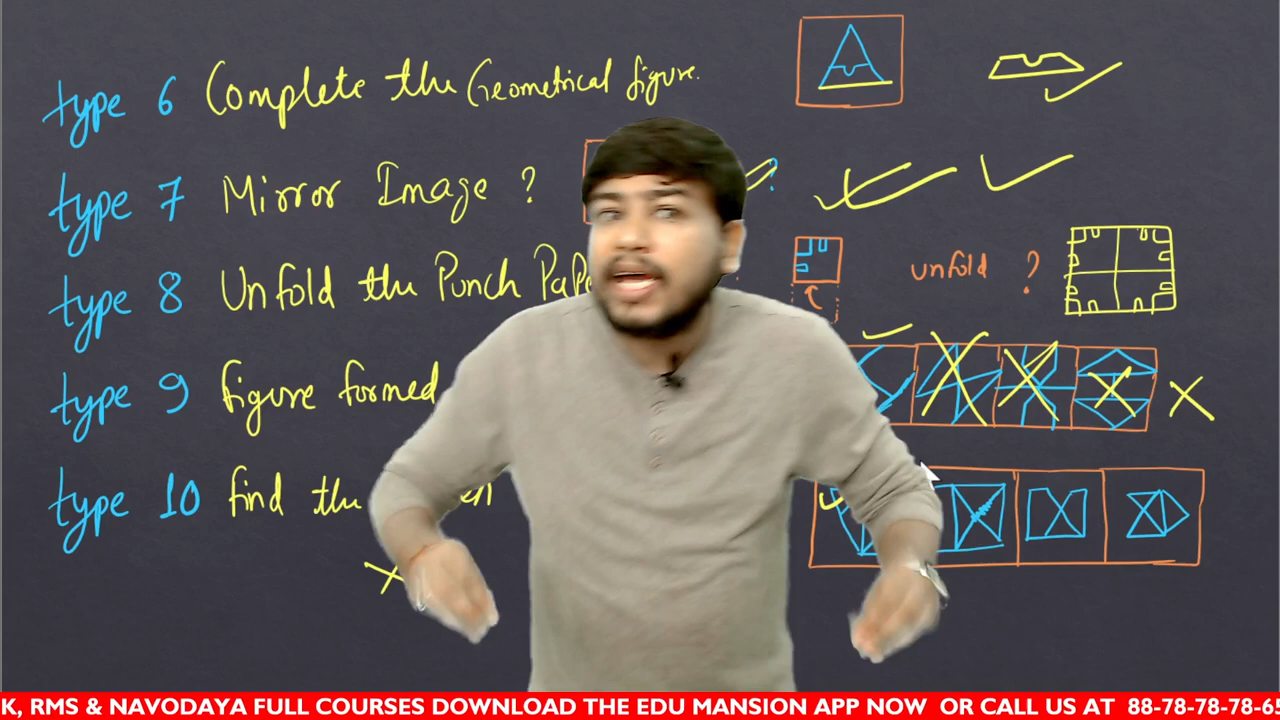 type 6 Complete the Geometrical figure.
type 7 Mirror Image ?
?
type 8 Unfold the Punch
unfold ?
type 9 figure formed
type 10 find the
K, RMS & NAVODAYA FULL COURSES DOWNLOAD THE EDU MANSION APP NOW OR CALL US AT 88-78-78-78-65